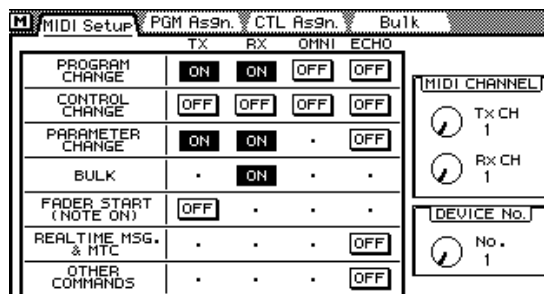 M MIDI Setup PGM Asgn. CTL Asgn. Bulk
TX RX OMNI ECHO
PROGRAM CHANGE ON ON OFF OFF
CONTROL CHANGE OFF OFF OFF OFF
PARAMETER CHANGE ON ON OFF
BULK ON
FADER START (NOTE ON) OFF
REALTIME MSG. & MTC OFF
OTHER COMMANDS OFF
MIDI CHANNEL
Tx CH
1
Rx CH
1
DEVICE No.
No.
1